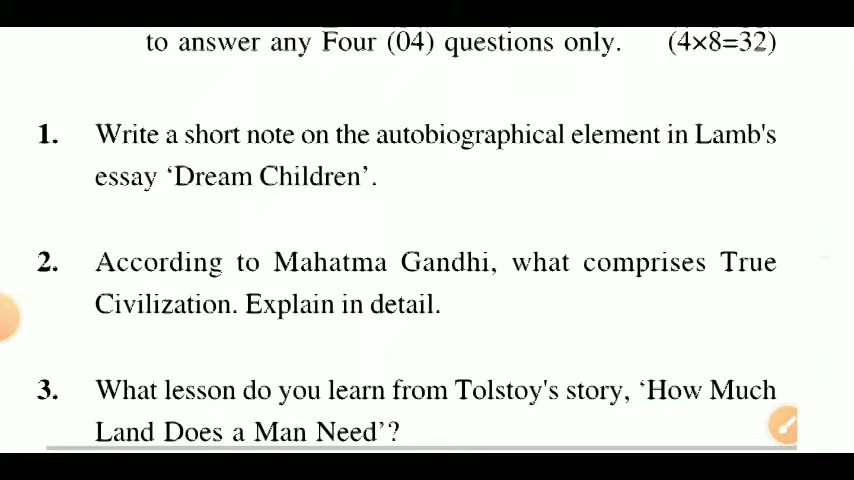 to answer any Four (04) questions only. (4×8=32)
1. Write a short note on the autobiographical element in Lamb's
essay ‘Dream Children’.
2. According to Mahatma Gandhi, what comprises True
Civilization. Explain in detail.
3. What lesson do you learn from Tolstoy's story, ‘How Much
Land Does a Man Need’?